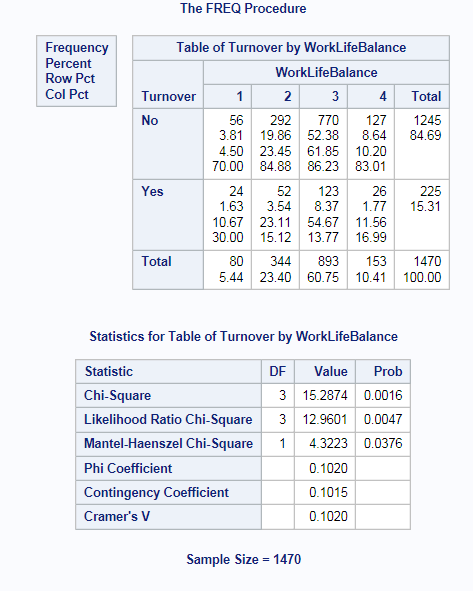 The FREQ Procedure
Frequency
Percent
Row Pct
Col Pct
Table of Turnover by WorkLifeBalance
WorkLifeBalance
Turnover 1 2 3 4 Total
No 56 292 770 127 1245
3.81 19.86 52.38 8.64 84.69
4.50 23.45 61.85 10.20
70.00 84.88 86.23 83.01
Yes 24 52 123 26 225
1.63 3.54 8.37 1.77 15.31
10.67 23.11 54.67 11.56
30.00 15.12 13.77 16.99
Total 80 344 893 153 1470
5.44 23.40 60.75 10.41 100.00
Statistics for Table of Turnover by WorkLifeBalance
Statistic DF Value Prob
Chi-Square 3 15.2874 0.0016
Likelihood Ratio Chi-Square 3 12.9601 0.0047
Mantel-Haenszel Chi-Square 1 4.3223 0.0376
Phi Coefficient 0.1020
Contingency Coefficient 0.1015
Cramer's V 0.1020
Sample Size = 1470